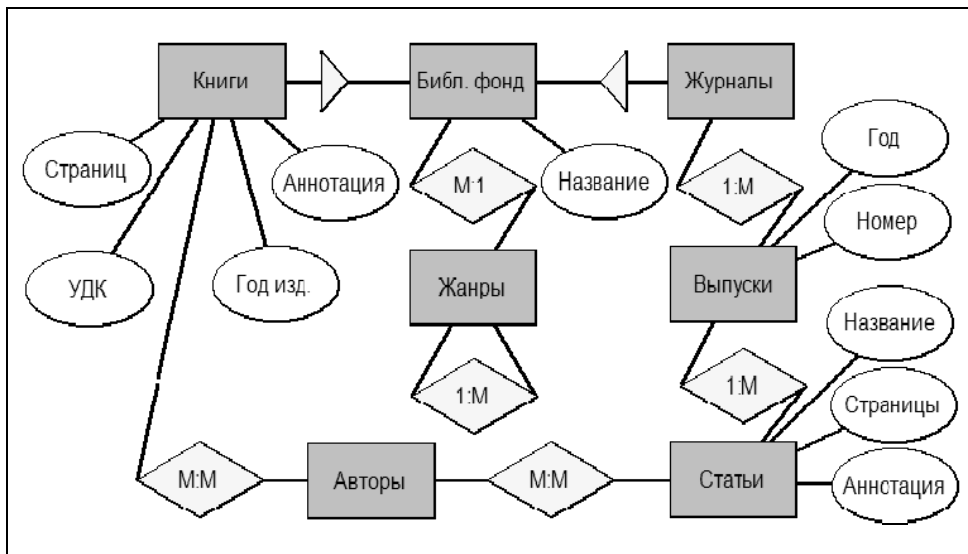 Книги
Библ. фонд
Журналы
Год
Страниц
Аннотация
М:1
Название
1:М
Номер
УДК
Год изд.
Жанры
Выпуски
Название
1:М
1:М
Страницы
М:М
Авторы
М:М
Статьи
Аннотация